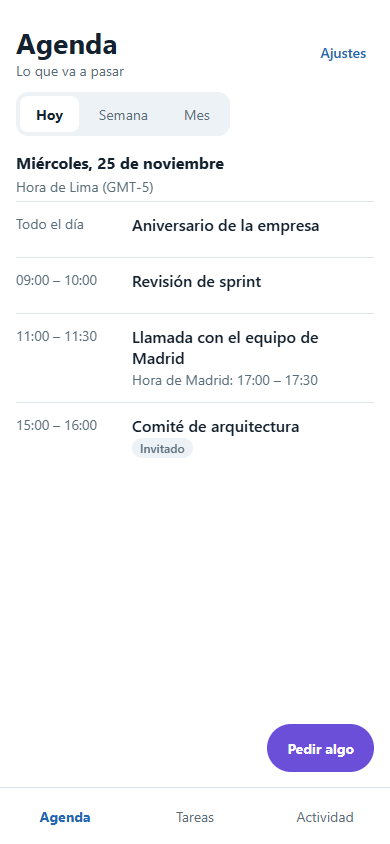 Agenda
Ajustes
Lo que va a pasar
Hoy
Semana
Mes
Miércoles, 25 de noviembre
Hora de Lima (GMT-5)
Todo el día
Aniversario de la empresa
09:00 – 10:00
Revisión de sprint
11:00 – 11:30
Llamada con el equipo de
Madrid
Hora de Madrid: 17:00 – 17:30
15:00 – 16:00
Comité de arquitectura
Invitado
Pedir algo
Agenda
Tareas
Actividad